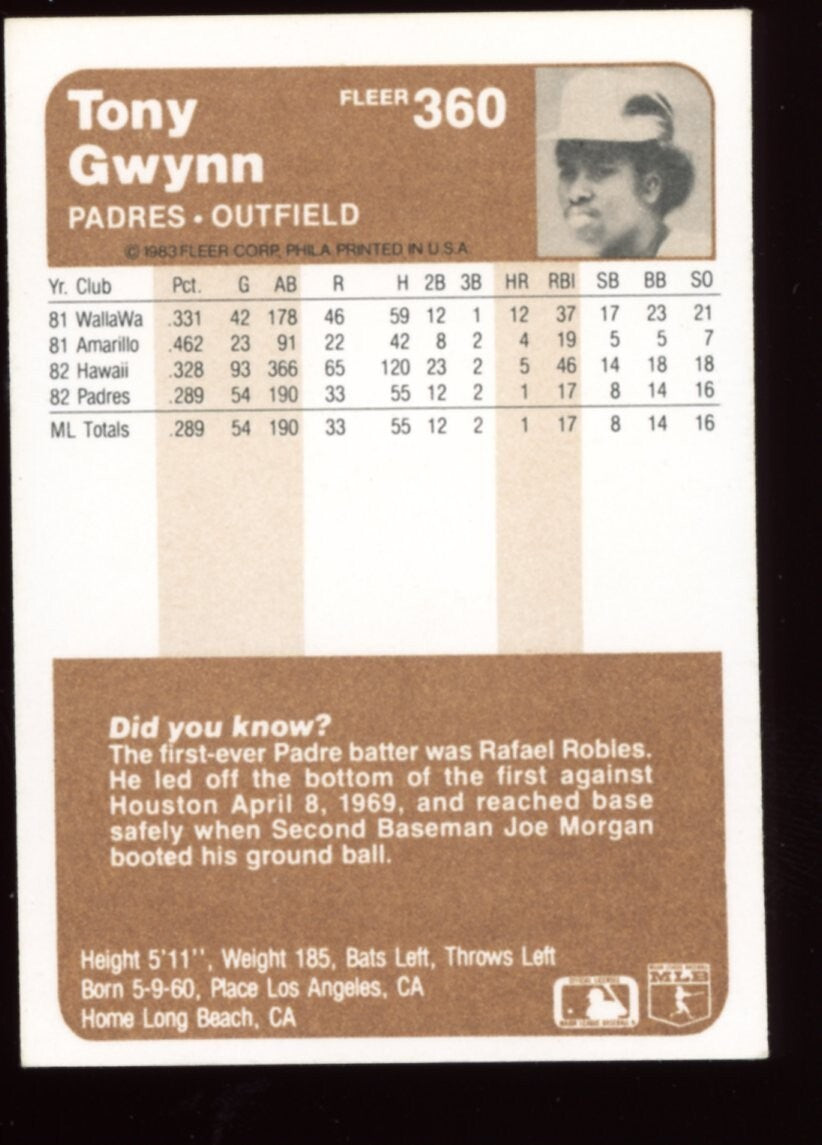 Tony
FLEER 360
Gwynn
PADRES • OUTFIELD
© 1983 FLEER CORP. PHILA PRINTED IN U.S.A.
Yr. Club Pct. G AB R H 2B 3B HR RBI SB BB SO
81 WallaWa .331 42 178 46 59 12 1 12 37 17 23 21
81 Amarillo .462 23 91 22 42 8 2 4 19 5 5 7
82 Hawaii .328 93 366 65 120 23 2 5 46 14 18 18
82 Padres .289 54 190 33 55 12 2 1 17 8 14 16
ML Totals .289 54 190 33 55 12 2 1 17 8 14 16
Did you know?
The first-ever Padre batter was Rafael Robles.
He led off the bottom of the first against
Houston April 8, 1969, and reached base
safely when Second Baseman Joe Morgan
booted his ground ball.
Height 5'11'', Weight 185, Bats Left, Throws Left
Born 5-9-60, Place Los Angeles, CA
Home Long Beach, CA